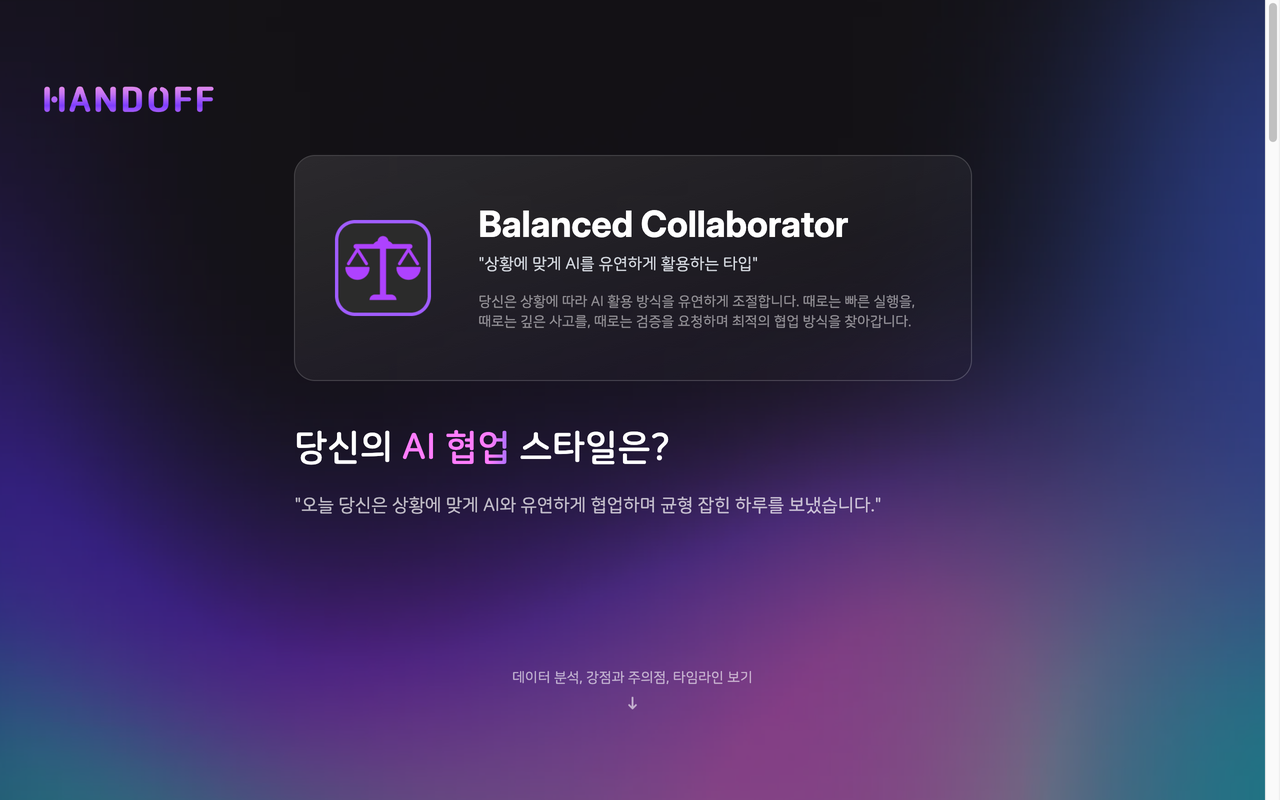 HANDOFF
Balanced Collaborator
"상황에 맞게 AI를 유연하게 활용하는 타입"
당신은 상황에 따라 AI 활용 방식을 유연하게 조절합니다. 때로는 빠른 실행을,
때로는 깊은 사고를, 때로는 검증을 요청하며 최적의 협업 방식을 찾아갑니다.
당신의 AI 협업 스타일은?
"오늘 당신은 상황에 맞게 AI와 유연하게 협업하며 균형 잡힌 하루를 보냈습니다."
데이터 분석, 강점과 주의점, 타임라인 보기
↓